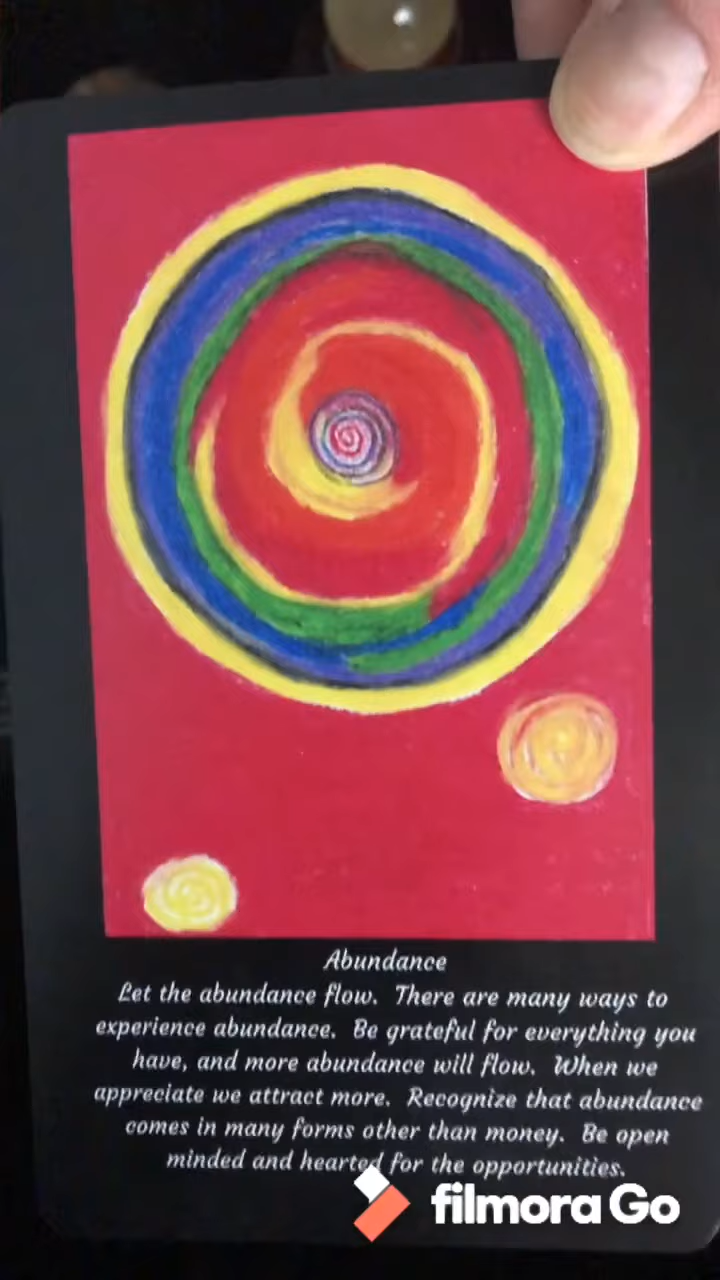 Abundance
Let the abundance flow. There are many ways to
experience abundance. Be grateful for everything you
have, and more abundance will flow. When we
appreciate we attract more. Recognize that abundance
comes in many forms other than money. Be open
minded and hearted for the opportunities.
filmora Go